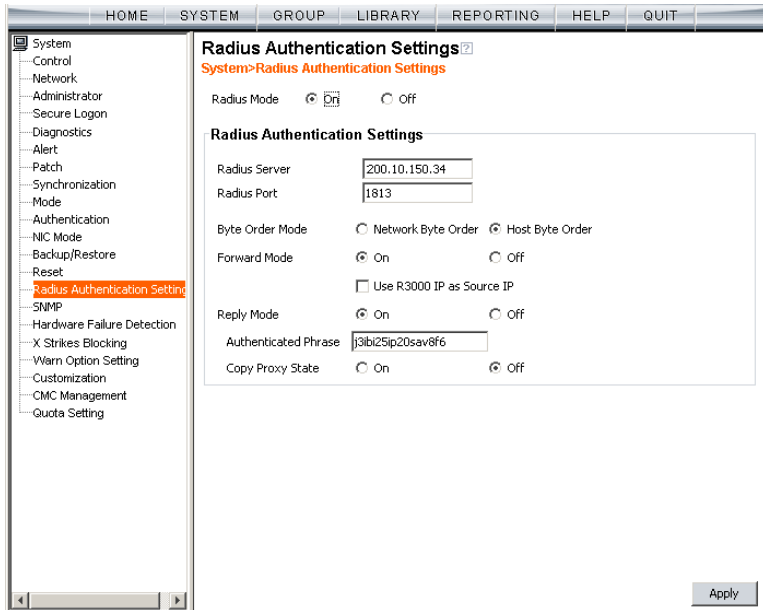 HOME SYSTEM GROUP LIBRARY REPORTING HELP QUIT
System
Control
Network
Administrator
Secure Logon
Diagnostics
Alert
Patch
Synchronization
Mode
Authentication
NIC Mode
Backup/Restore
Reset
Radius Authentication Setting
SNMP
Hardware Failure Detection
X Strikes Blocking
Warn Option Setting
Customization
CMC Management
Quota Setting
Radius Authentication Settings ?
System>Radius Authentication Settings
Radius Mode On Off
Radius Authentication Settings
Radius Server 200.10.150.34
Radius Port 1813
Byte Order Mode Network Byte Order Host Byte Order
Forward Mode On Off
Use R3000 IP as Source IP
Reply Mode On Off
Authenticated Phrase j3ibi25ip20sav8f6
Copy Proxy State On Off
Apply